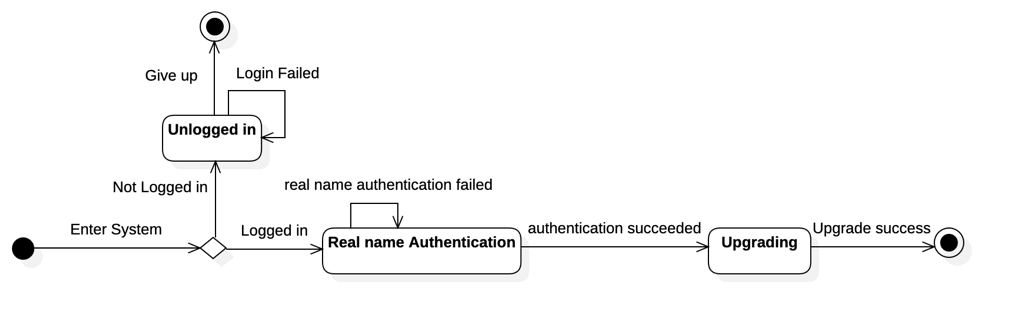 Give up
Login Failed
Unlogged in
Not Logged in
real name authentication failed
Enter System
Logged in
Real name Authentication
authentication succeeded
Upgrading
Upgrade success